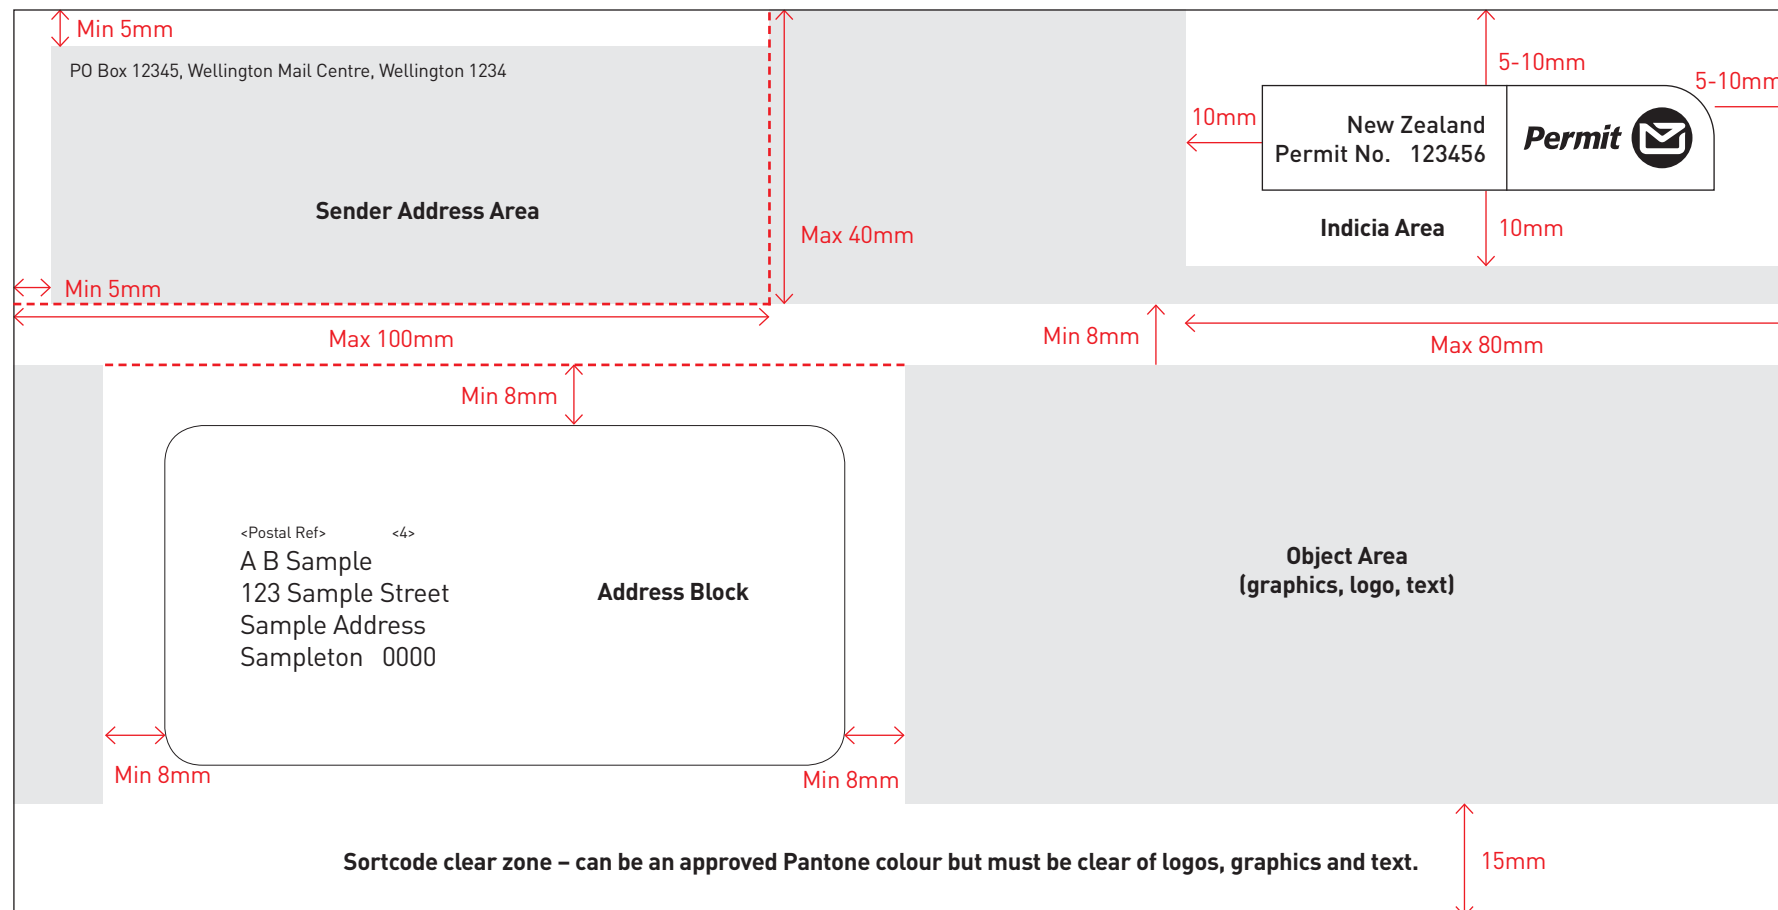 Min 5mm
PO Box 12345, Wellington Mail Centre, Wellington 1234
Sender Address Area
Min 5mm
Max 100mm
Max 40mm
5-10mm
5-10mm
10mm
New Zealand
Permit No. 123456
Permit
Indicia Area
10mm
Min 8mm
Max 80mm
Min 8mm
<Postal Ref> <4>
A B Sample
123 Sample Street
Sample Address
Sampleton 0000
Address Block
Min 8mm
Min 8mm
Object Area
(graphics, logo, text)
Sortcode clear zone – can be an approved Pantone colour but must be clear of logos, graphics and text.
15mm